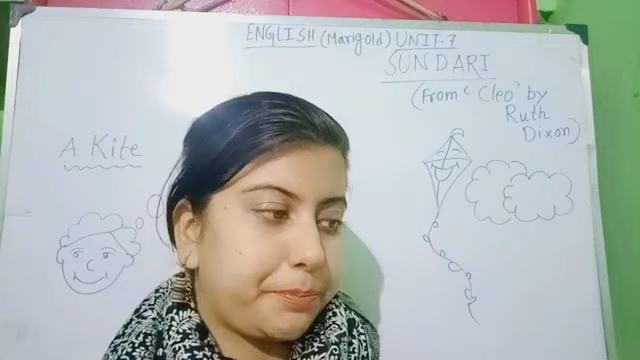 ENGLISH (Marigold) UNIT-7
SUNDARI
(From 'Cleo' by
Ruth
Dixon)
A Kite